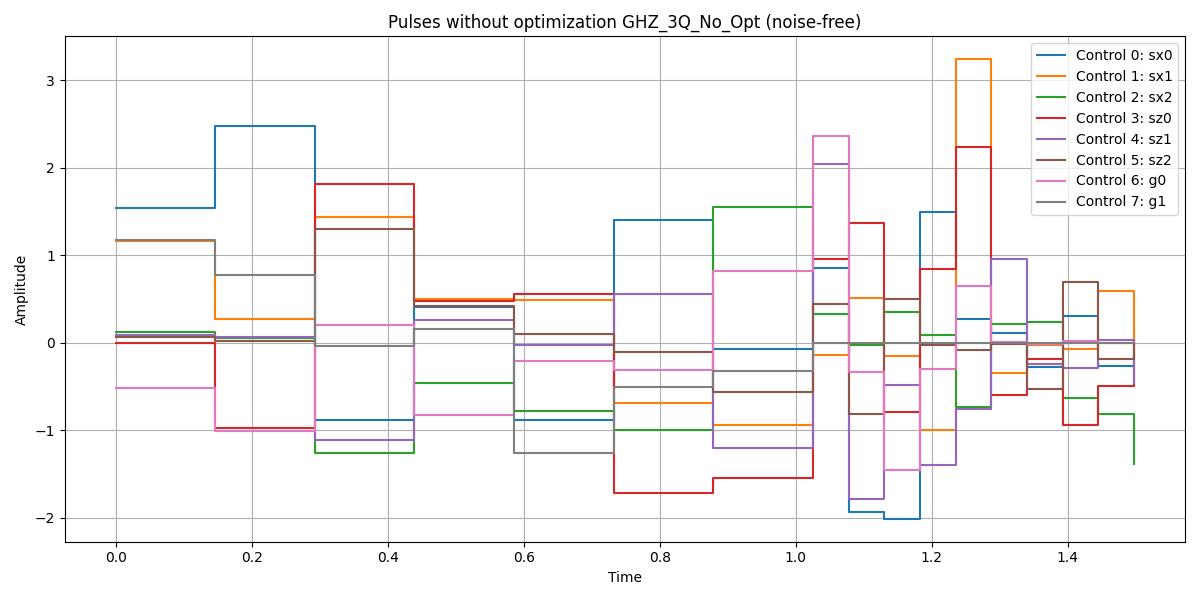 Pulses without optimization GHZ_3Q_No_Opt (noise-free)
Amplitude
3
2
1
0
−1
−2
0.0 0.2 0.4 0.6 0.8 1.0 1.2 1.4
Time
Control 0: sx0
Control 1: sx1
Control 2: sx2
Control 3: sz0
Control 4: sz1
Control 5: sz2
Control 6: g0
Control 7: g1